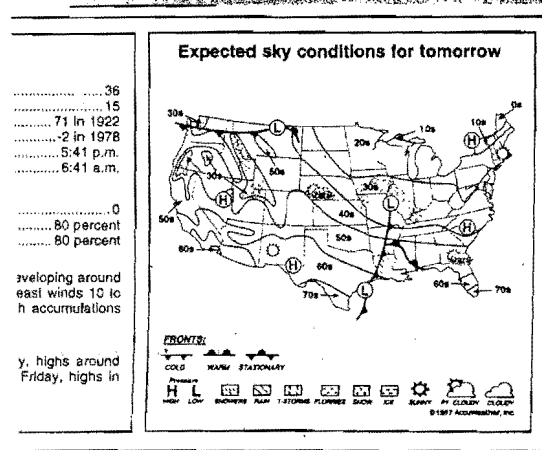 36
15
71 in 1922
-2 in 1978
5:41 p.m.
6:41 a.m.
0
80 percent
80 percent
eveloping around
east winds 10 to
h accumulations
y, highs around
Friday, highs in
Expected sky conditions for tomorrow
30s
L
20s
10s
H
10s
0s
50s
30s
H
30s
L
40s
50s
50s
H
60s
H
60s
70s
L
60s
70s
FRONTS:
COLD WARM STATIONARY
Pressure
H L
HIGH LOW SHOWERS RAIN T-STORMS FLURRIES SNOW ICE SUNNY PT CLOUDY CLOUDY
©1997 AccuWeather, Inc.